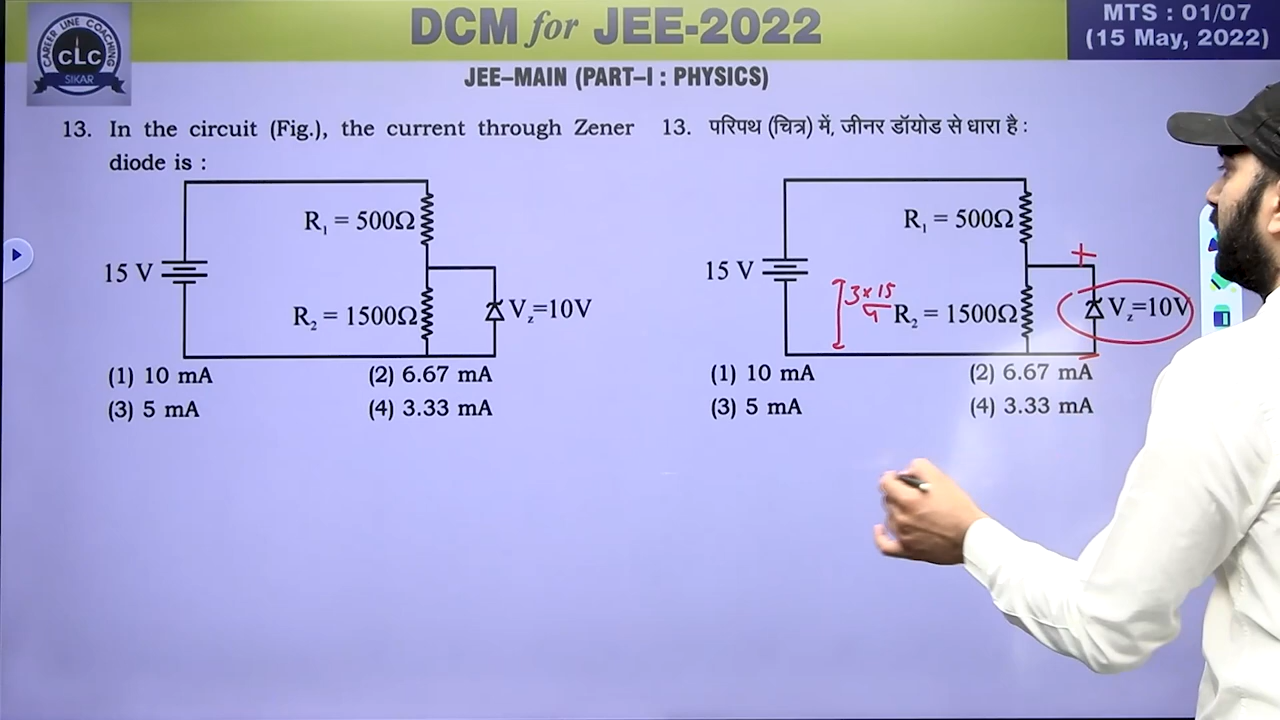 CAREER LINE COACHING
CLC
SIKAR
DCM for JEE-2022
MTS : 01/07
(15 May, 2022)
JEE–MAIN (PART–I : PHYSICS)
13. In the circuit (Fig.), the current through Zener
diode is :
R₁ = 500Ω
15 V
R₂ = 1500Ω
V_z=10V
(1) 10 mA (2) 6.67 mA
(3) 5 mA (4) 3.33 mA
13. परिपथ (चित्र) में, जीनर डॉयोड से धारा है :
R₁ = 500Ω
+
15 V
3 × 15
4
R₂ = 1500Ω
V_z=10V
(1) 10 mA (2) 6.67 mA
(3) 5 mA (4) 3.33 mA